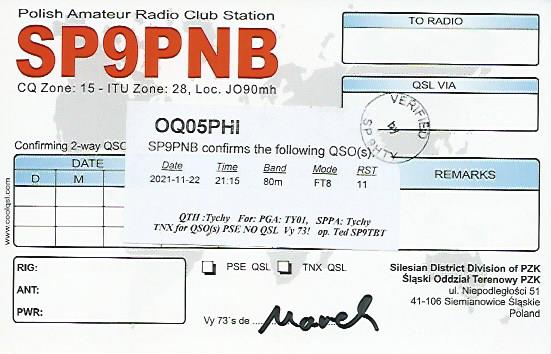 Polish Amateur Radio Club Station
SP9PNB
CQ Zone: 15 - ITU Zone: 28, Loc. JO90mh
TO RADIO
QSL VIA
VERIFIED
Confirming 2-way QSO
OQ05PHI
SP9PNB confirms the following QSO(s):
Date Time Band Mode RST
2021-11-22 21:15 80m FT8 11
QTH :Tychy For: PGA: TY01, SPPA: Tychy
TNX for QSO(s) PSE NO QSL Vy 73! op. Ted SP9TBT
DATE
D M
REMARKS
www.coolqsl.com
RIG:
ANT:
PWR:
PSE QSL TNX QSL
Vy 73's de
Silesian District Division of PZK
Śląski Oddział Terenowy PZK
ul. Niepodległości 51
41-106 Siemianowice Śląskie
Poland